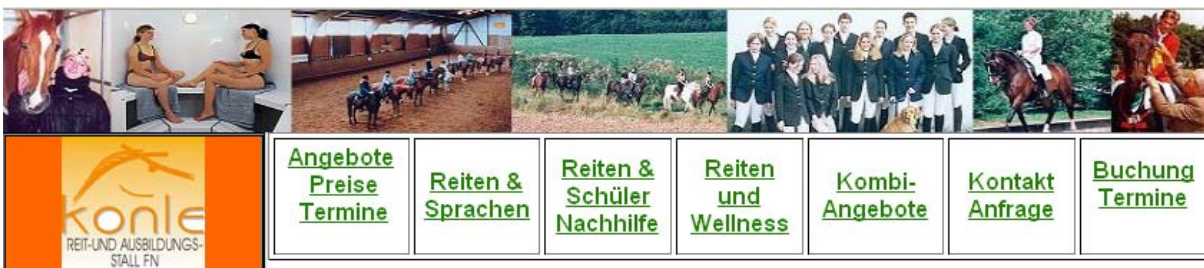 konle
REIT-UND AUSBILDUNGS-
STALL FN
Angebote
Preise
Termine
Reiten &
Sprachen
Reiten &
Schüler
Nachhilfe
Reiten
und
Wellness
Kombi-
Angebote
Kontakt
Anfrage
Buchung
Termine